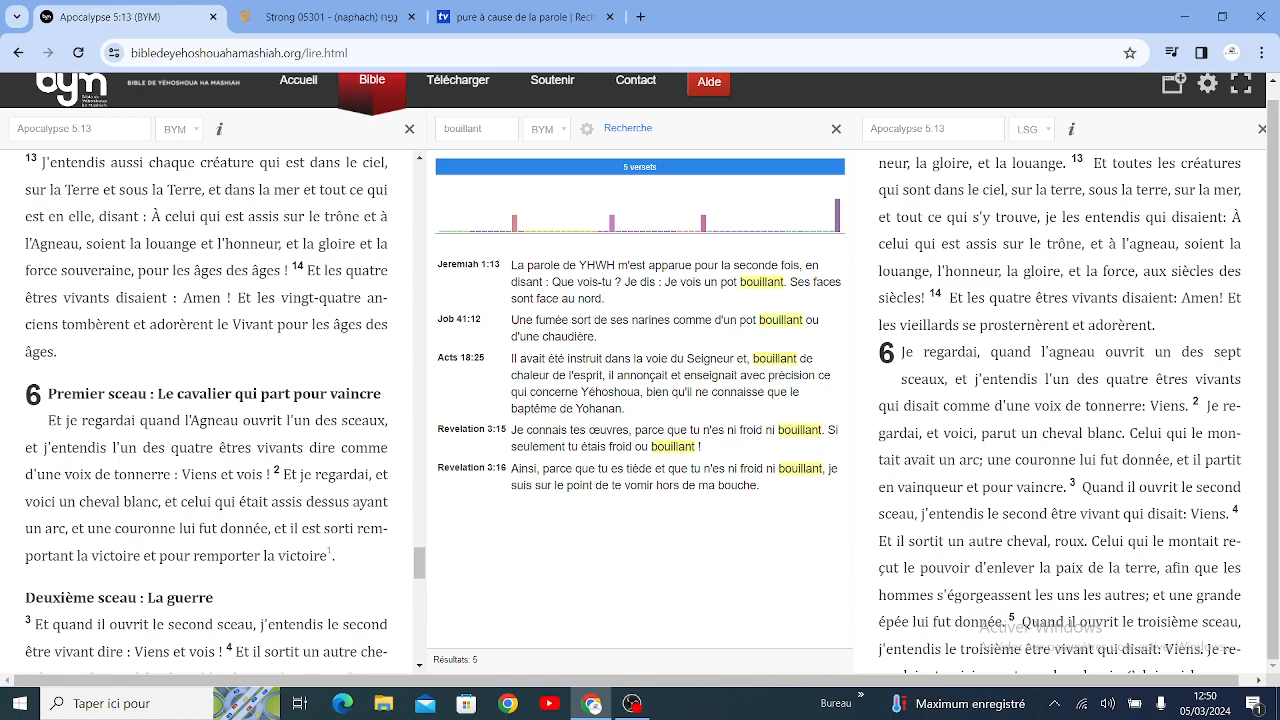 Apocalypse 5:13 (BYM)
Strong 05301 - (naphach) np
pure à cause de la parole | Rech
bibledeyehoshouahamashiah.org/lire.html
bym
BIBLE DE YÉHOSHOUA HA MASHIAH
Accueil
Bible
Télécharger
Soutenir
Contact
Aide
Apocalypse 5:13
BYM
bouillant
BYM
Recherche
Apocalypse 5:13
LSG
13 J'entendis aussi chaque créature qui est dans le ciel,
sur la Terre et sous la Terre, et dans la mer et tout ce qui
est en elle, disant : À celui qui est assis sur le trône et à
l'Agneau, soient la louange et l'honneur, et la gloire et la
force souveraine, pour les âges des âges ! 14 Et les quatre
êtres vivants disaient : Amen ! Et les vingt-quatre an-
ciens tombèrent et adorèrent le Vivant pour les âges des
âges.
6 Premier sceau : Le cavalier qui part pour vaincre
Et je regardai quand l'Agneau ouvrit l'un des sceaux,
et j'entendis l'un des quatre êtres vivants dire comme
d'une voix de tonnerre : Viens et vois ! 2 Et je regardai, et
voici un cheval blanc, et celui qui était assis dessus ayant
un arc, et une couronne lui fut donnée, et il est sorti rem-
portant la victoire et pour remporter la victoire1.
Deuxième sceau : La guerre
3 Et quand il ouvrit le second sceau, j'entendis le second
être vivant dire : Viens et vois ! 4 Et il sortit un autre che-
5 versets
Jeremiah 1:13 La parole de YHWH m'est apparue pour la seconde fois, en
disant : Que vois-tu ? Je dis : Je vois un pot bouillant. Ses faces
sont face au nord.
Job 41:12 Une fumée sort de ses narines comme d'un pot bouillant ou
d'une chaudière.
Acts 18:25 Il avait été instruit dans la voie du Seigneur et, bouillant de
chaleur de l'esprit, il annonçait et enseignait avec précision ce
qui concerne Yéhoshoua, bien qu'il ne connaisse que le
baptême de Yohanan.
Revelation 3:15 Je connais tes œuvres, parce que tu n'es ni froid ni bouillant. Si
seulement tu étais froid ou bouillant !
Revelation 3:16 Ainsi, parce que tu es tiède et que tu n'es ni froid ni bouillant, je
suis sur le point de te vomir hors de ma bouche.
Résultats: 5
neur, la gloire, et la louange. 13 Et toutes les créatures
qui sont dans le ciel, sur la terre, sous la terre, sur la mer,
et tout ce qui s'y trouve, je les entendis qui disaient: À
celui qui est assis sur le trône, et à l'agneau, soient la
louange, l'honneur, la gloire, et la force, aux siècles des
siècles! 14 Et les quatre êtres vivants disaient: Amen! Et
les vieillards se prosternèrent et adorèrent.
6 Je regardai, quand l'agneau ouvrit un des sept
sceaux, et j'entendis l'un des quatre êtres vivants
qui disait comme d'une voix de tonnerre: Viens. 2 Je re-
gardai, et voici, parut un cheval blanc. Celui qui le mon-
tait avait un arc; une couronne lui fut donnée, et il partit
en vainqueur et pour vaincre. 3 Quand il ouvrit le second
sceau, j'entendis le second être vivant qui disait: Viens. 4
Et il sortit un autre cheval, roux. Celui qui le montait re-
çut le pouvoir d'enlever la paix de la terre, afin que les
hommes s'égorgeassent les uns les autres; et une grande
épée lui fut donnée. 5 Quand il ouvrit le troisième sceau,
j'entendis le troisième être vivant qui disait: Viens. Je re-
Activer Windows
Taper ici pour
Bureau
Maximum enregistré
12:50
05/03/2024